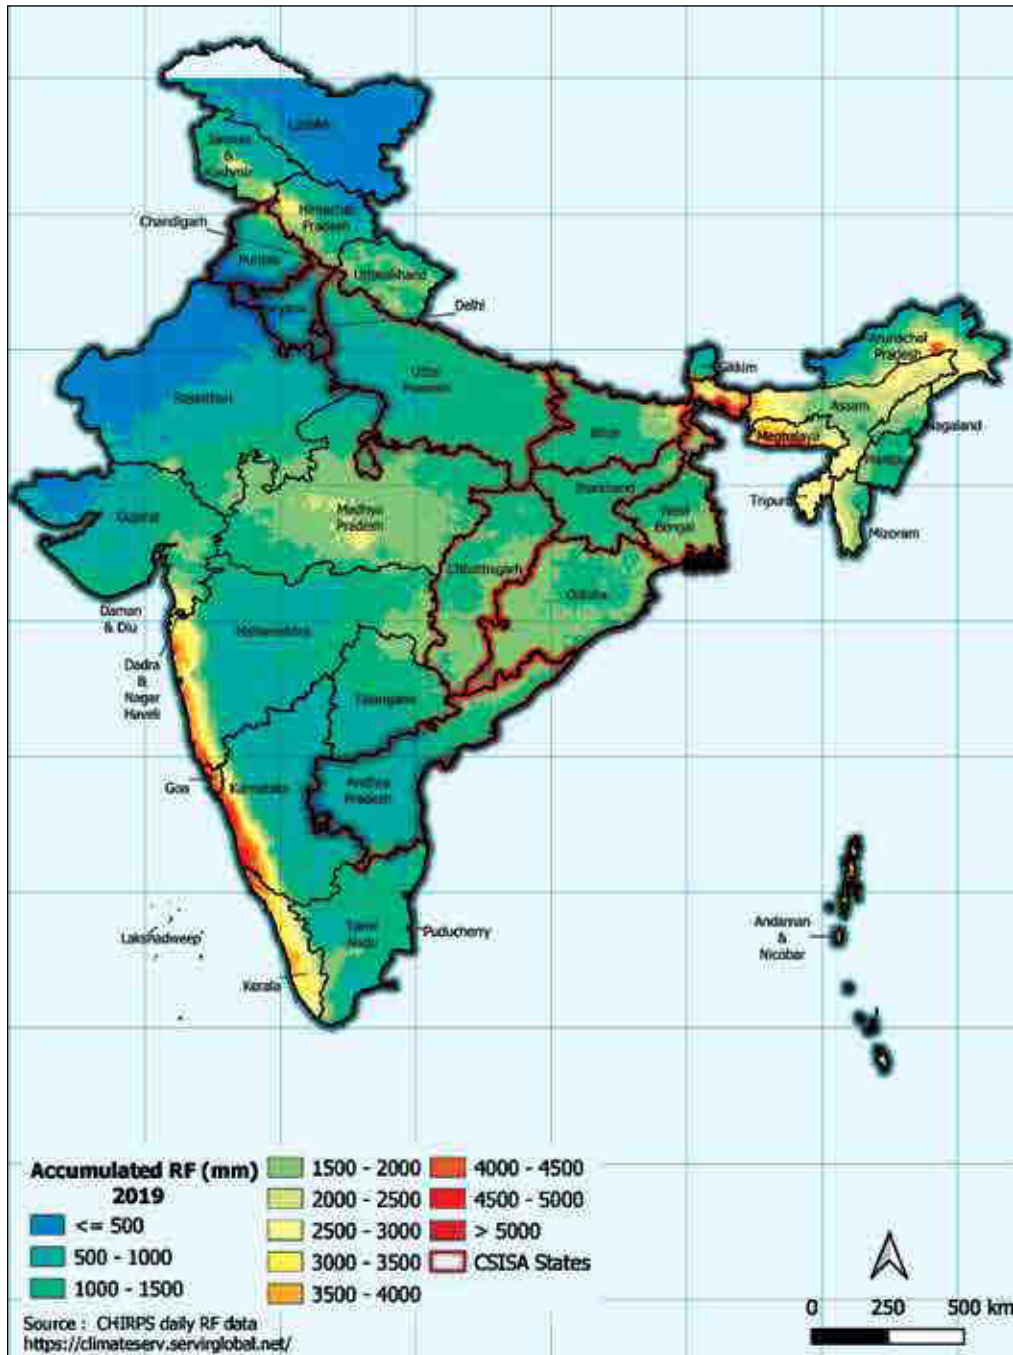 Ladakh
Jammu
&
Kashmir
Himachal
Pradesh
Chandigarh
Punjab
Uttarakhand
Haryana
Delhi
Arunachal
Pradesh
Sikkim
Uttar
Pradesh
Rajasthan
Assam
Bihar
Nagaland
Meghalaya
Manipur
Jharkhand
Tripura
Madhya
Pradesh
West
Bengal
Gujarat
Mizoram
Chhattisgarh
Odisha
Daman
& Diu
Maharashtra
Dadra
&
Nagar
Haveli
Telangana
Goa
Karnataka
Andhra
Pradesh
Lakshadweep
Tamil
Nadu
Puducherry
Andaman
&
Nicobar
Kerala
Accumulated RF (mm)
2019
<= 500
500 - 1000
1000 - 1500
1500 - 2000
2000 - 2500
2500 - 3000
3000 - 3500
3500 - 4000
4000 - 4500
4500 - 5000
> 5000
CSISA States
0 250 500 km
Source : CHIRPS daily RF data
https://climateserv.servirglobal.net/